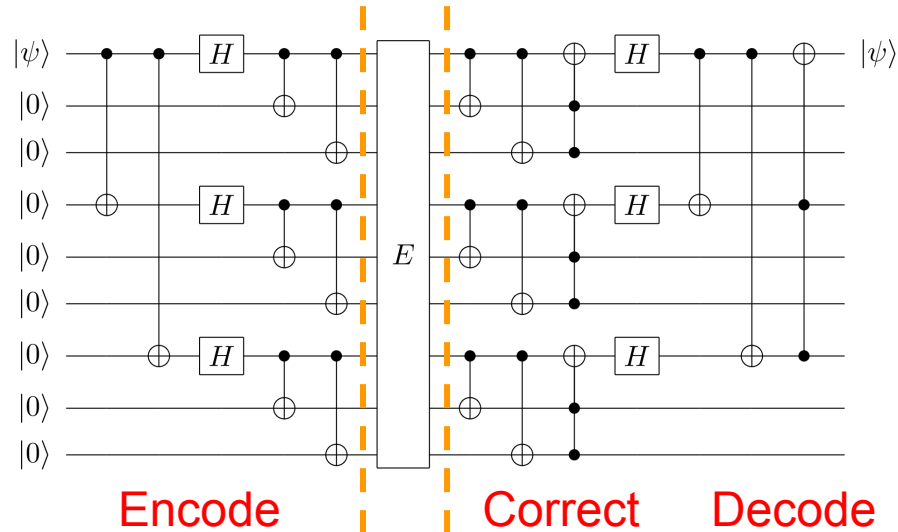 |ψ⟩ H H |ψ⟩
|0⟩
|0⟩
|0⟩ H H
|0⟩ E
|0⟩
|0⟩ H H
|0⟩
|0⟩
Encode Correct Decode